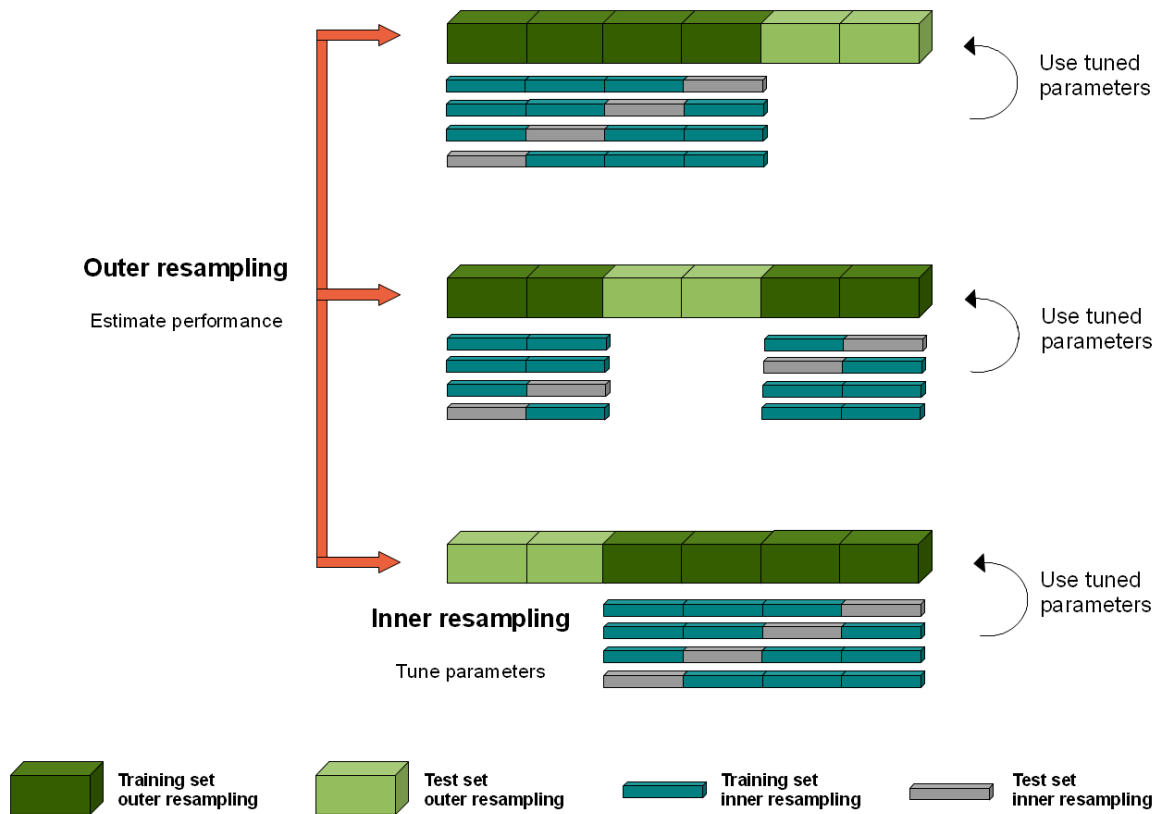 Use tuned
parameters
Outer resampling
Estimate performance
Use tuned
parameters
Inner resampling
Tune parameters
Use tuned
parameters
Training set
outer resampling
Test set
outer resampling
Training set
inner resampling
Test set
inner resampling